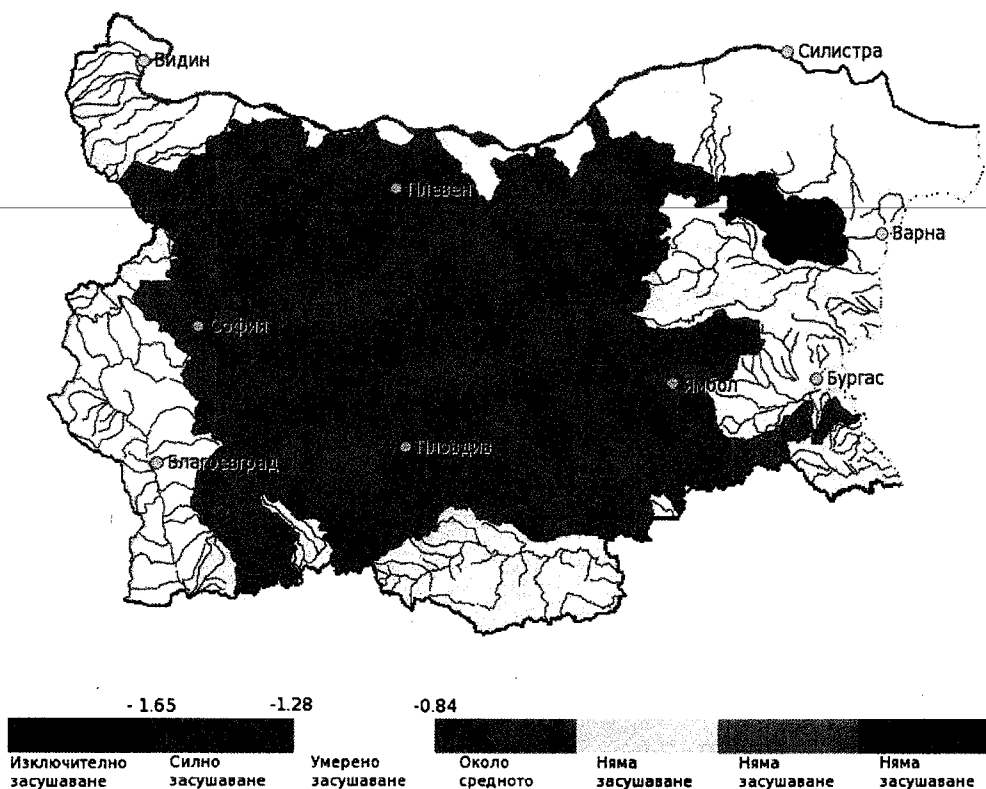 Видин
Силистра
Плевен
Варна
София
Ямбол
Бургас
Пловдив
Благоевград
- 1.65 -1.28 -0.84
Изключително Силно Умерено Около Няма Няма Няма
засушаване засушаване засушаване средното засушаване засушаване засушаване